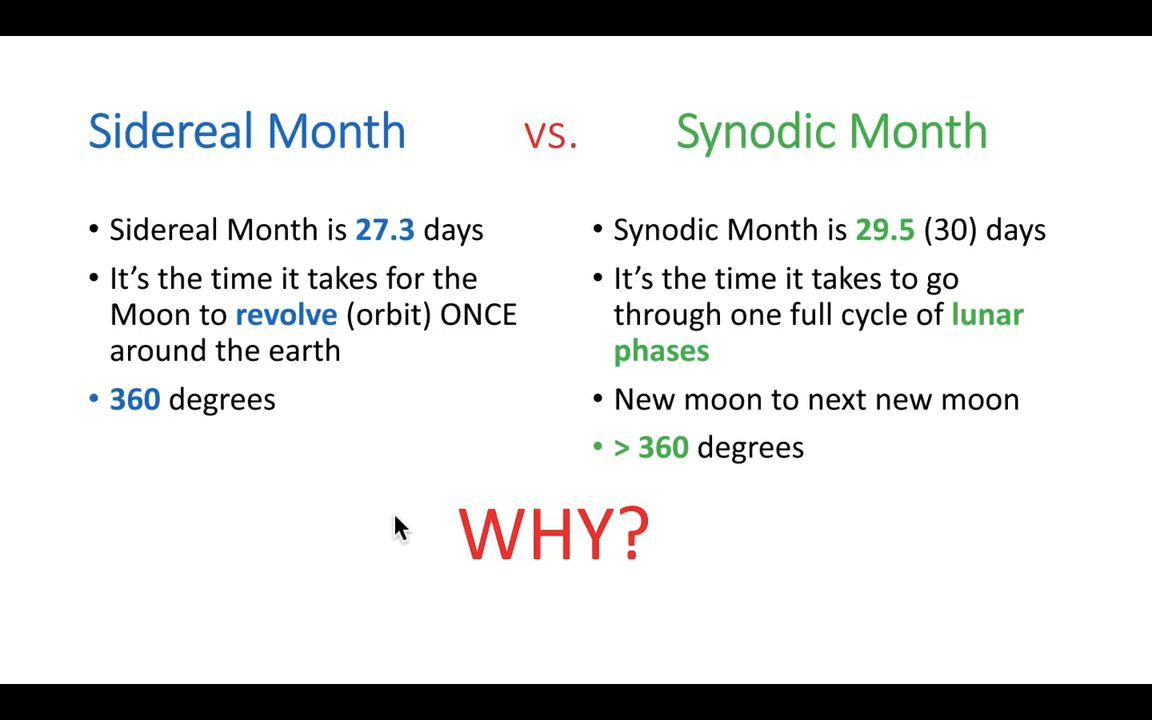 Sidereal Month vs. Synodic Month
• Sidereal Month is 27.3 days
• It’s the time it takes for the
Moon to revolve (orbit) ONCE
around the earth
• 360 degrees
• Synodic Month is 29.5 (30) days
• It’s the time it takes to go
through one full cycle of lunar
phases
• New moon to next new moon
• > 360 degrees
WHY?